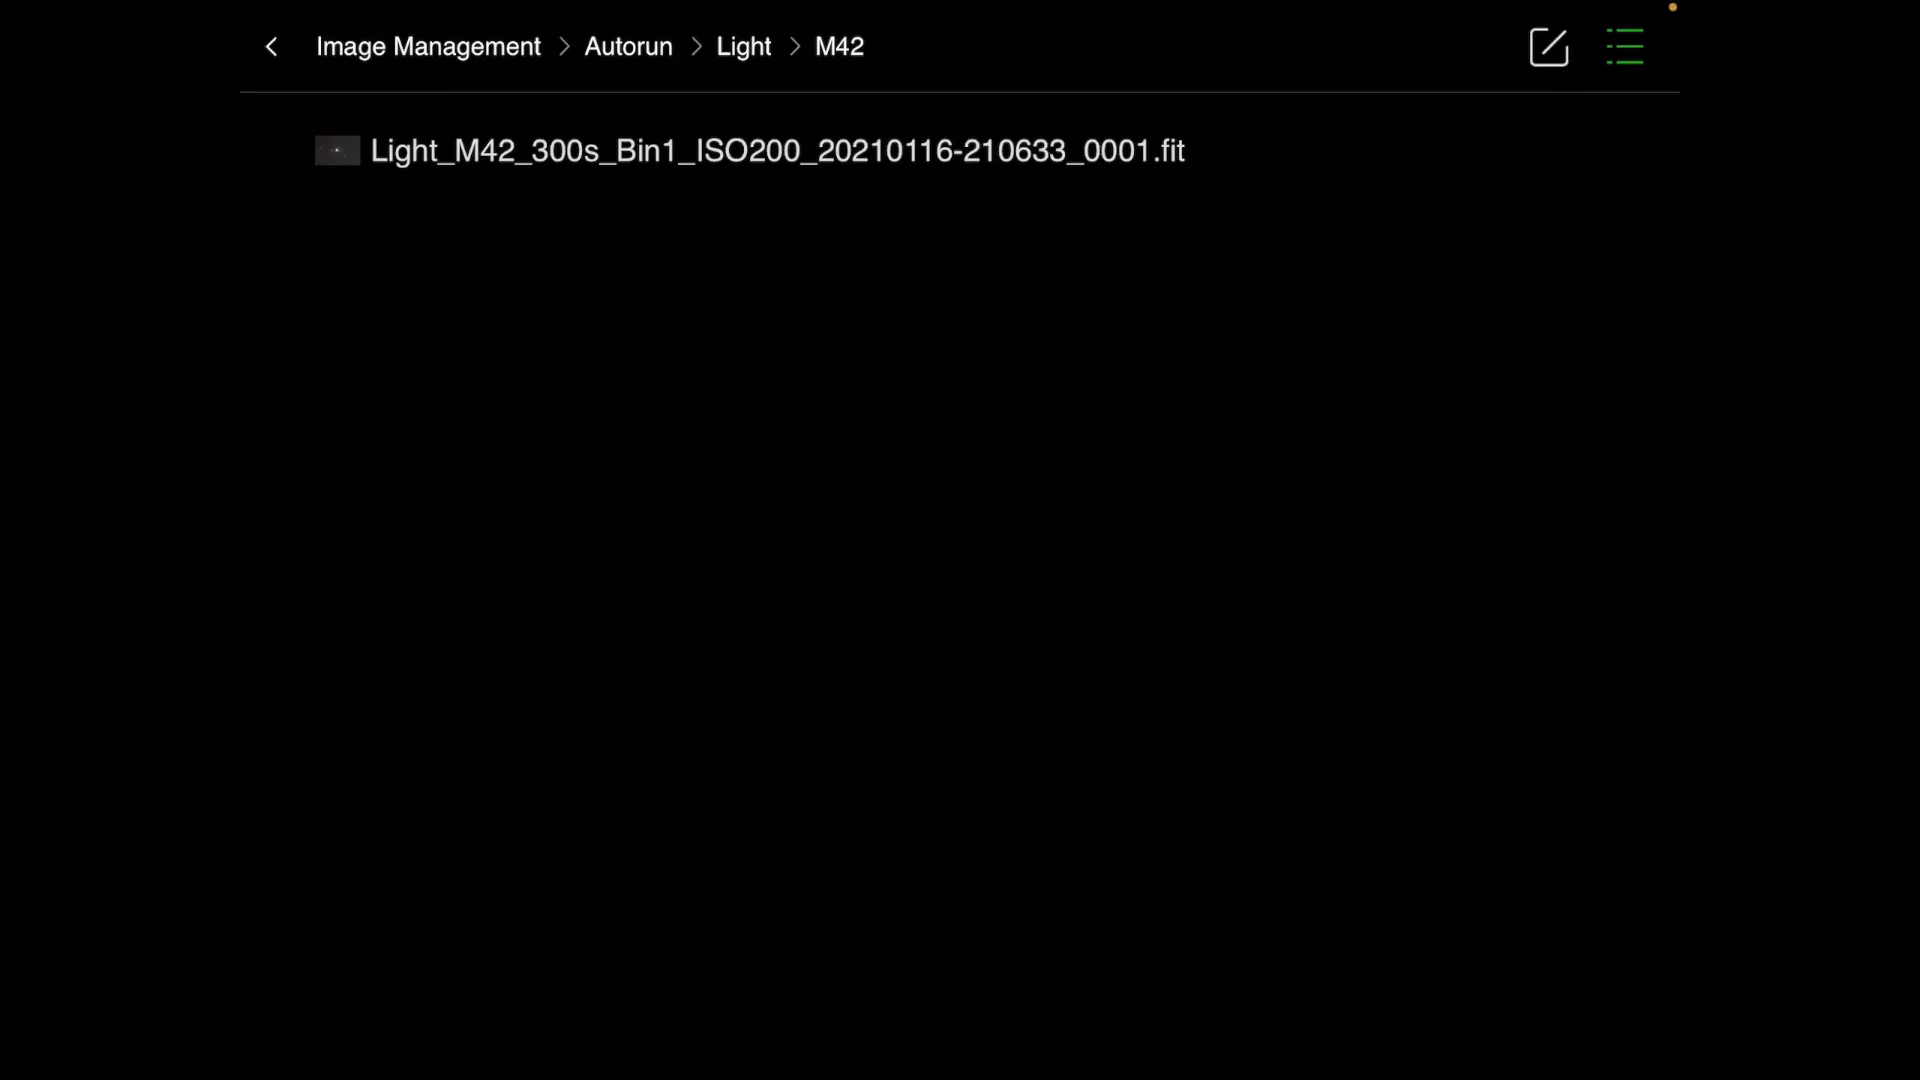 Image Management > Autorun > Light > M42
Light_M42_300s_Bin1_ISO200_20210116-210633_0001.fit